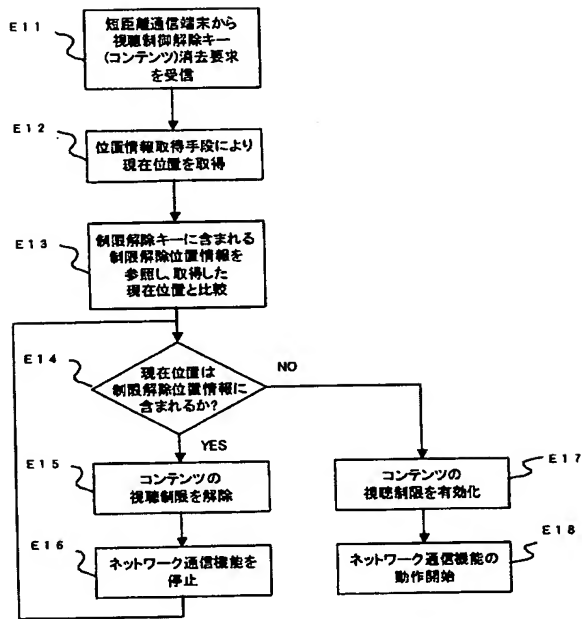 E11
短距離通信端末から
視聴制御解除キー
(コンテンツ)消去要求
を受信
E12
位置情報取得手段により
現在位置を取得
E13
制限解除キーに含まれる
制限解除位置情報を
参照し、取得した
現在位置と比較
E14
現在位置は
制限解除位置情報に
含まれるか?
NO
YES
E15
コンテンツの
視聴制限を解除
E17
コンテンツの
視聴制限を有効化
E16
ネットワーク通信機能を
停止
E18
ネットワーク通信機能の
動作開始